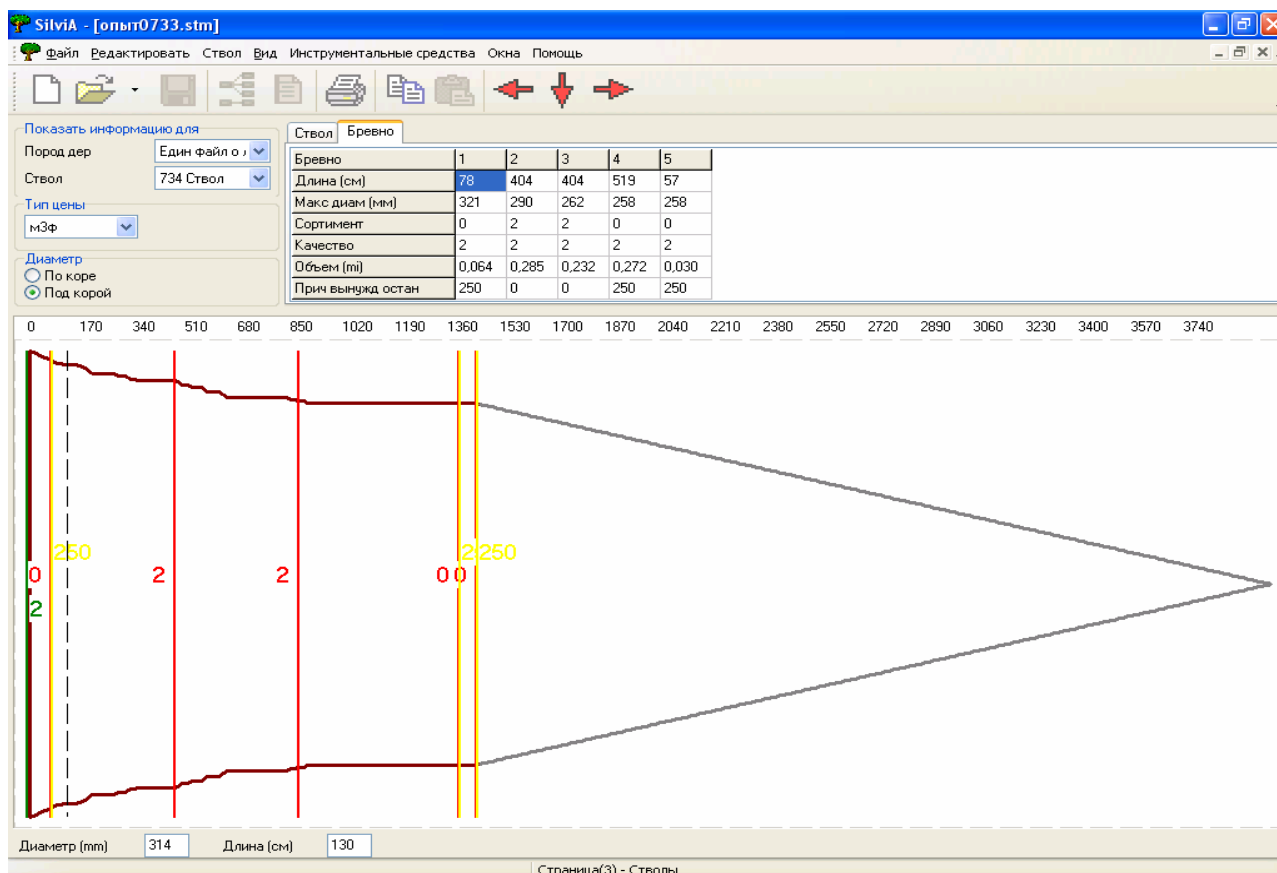 SilviA - [опыт0733.stm]
Файл Редактировать Ствол Вид Инструментальные средства Окна Помощь
Показать информацию для
Пород дер Един файл о
Ствол 734 Ствол
Тип цены
м3ф
Диаметр
По коре
Под корой
Ствол Бревно
Бревно 1 2 3 4 5
Длина (см) 78 404 404 519 57
Макс диам (мм) 321 290 262 258 258
Сортимент 0 2 2 0 0
Качество 2 2 2 2 2
Объем (mi) 0,064 0,285 0,232 0,272 0,030
Прич вынужд остан 250 0 0 250 250
0 170 340 510 680 850 1020 1190 1360 1530 1700 1870 2040 2210 2380 2550 2720 2890 3060 3230 3400 3570 3740
250 2 250
0 2 2 0 0
2
Диаметр (mm) 314 Длина (см) 130
Страница(3) - Стволы